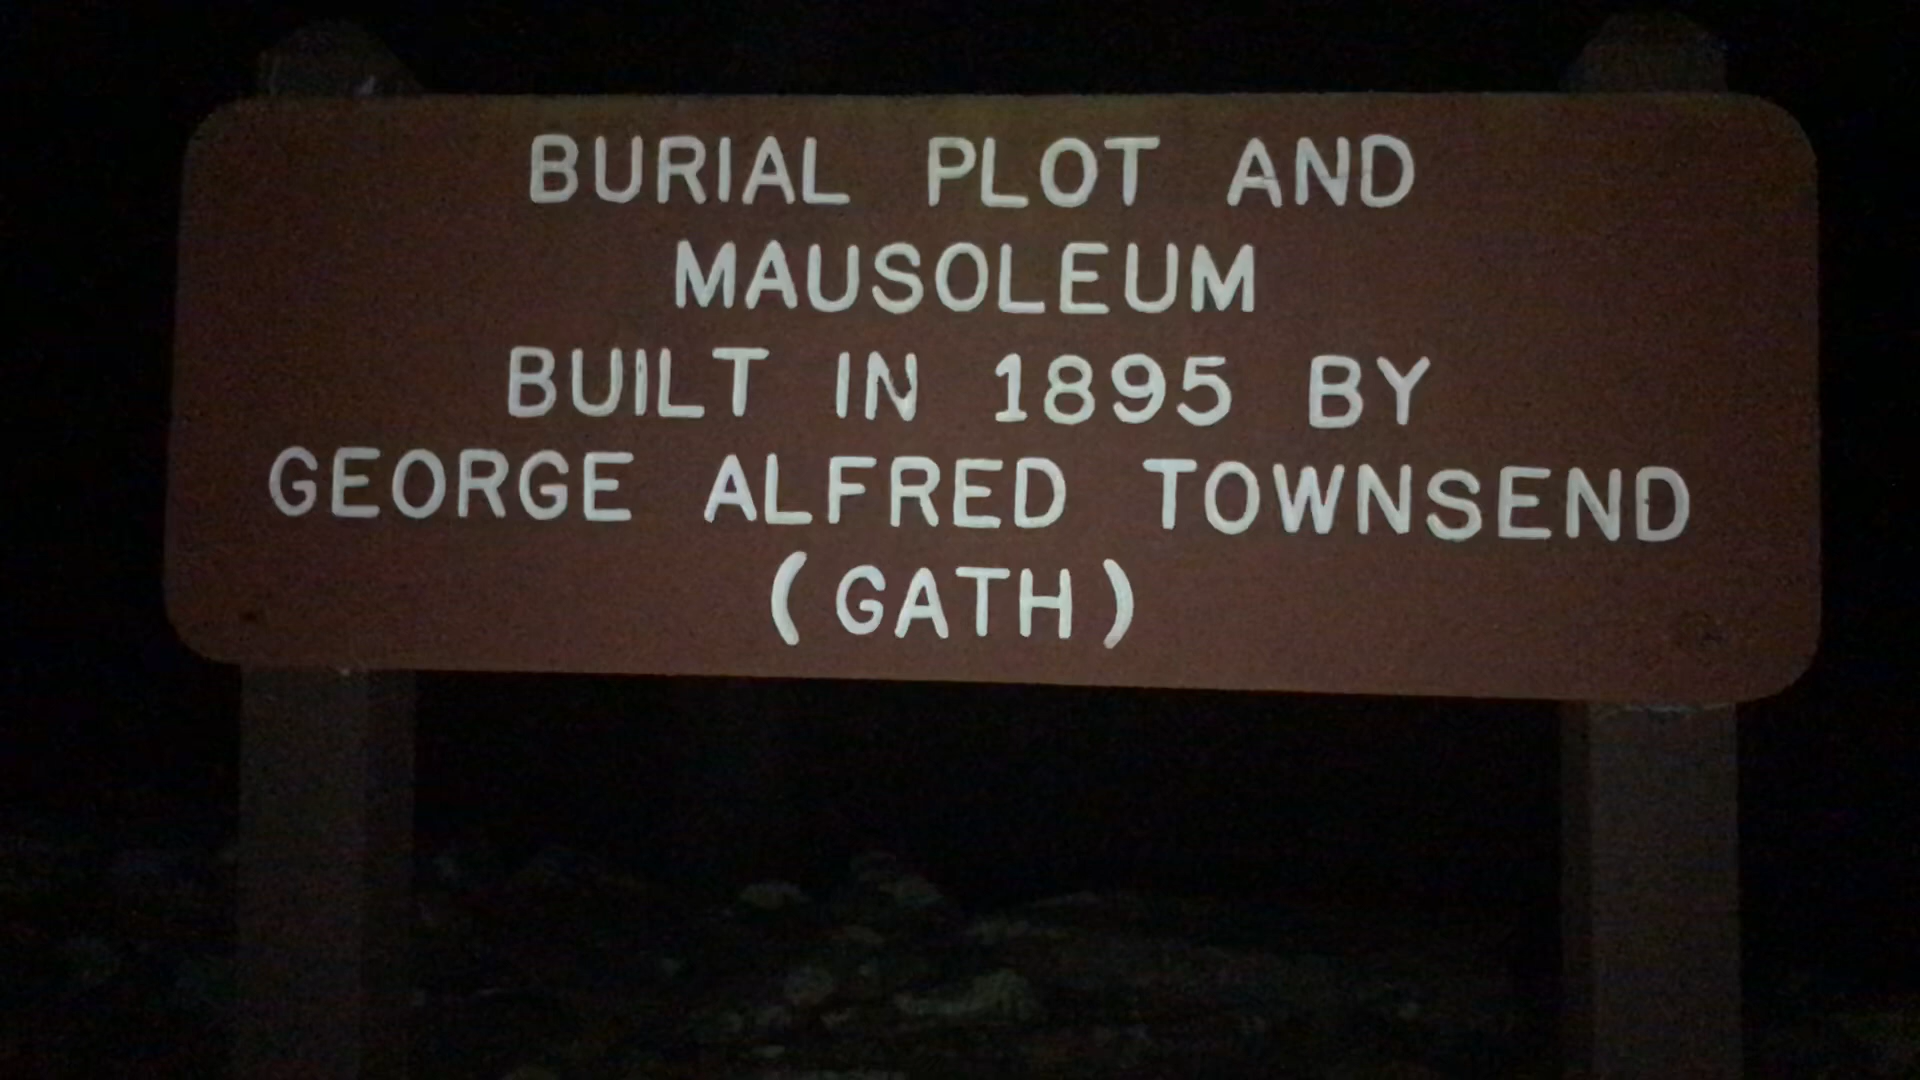 BURIAL PLOT AND
MAUSOLEUM
BUILT IN 1895 BY
GEORGE ALFRED TOWNSEND
(GATH)